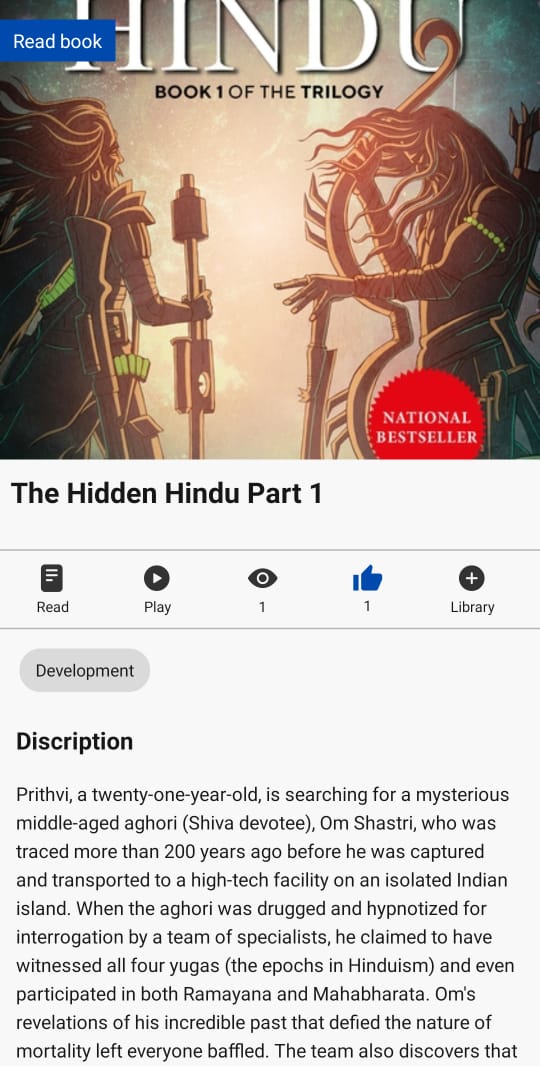 HINDU
Read book
BOOK 1 OF THE TRILOGY
NATIONAL
BESTSELLER
The Hidden Hindu Part 1
Read
Play
1
1
Library
Development
Discription
Prithvi, a twenty-one-year-old, is searching for a mysterious
middle-aged aghori (Shiva devotee), Om Shastri, who was
traced more than 200 years ago before he was captured
and transported to a high-tech facility on an isolated Indian
island. When the aghori was drugged and hypnotized for
interrogation by a team of specialists, he claimed to have
witnessed all four yugas (the epochs in Hinduism) and even
participated in both Ramayana and Mahabharata. Om's
revelations of his incredible past that defied the nature of
mortality left everyone baffled. The team also discovers that